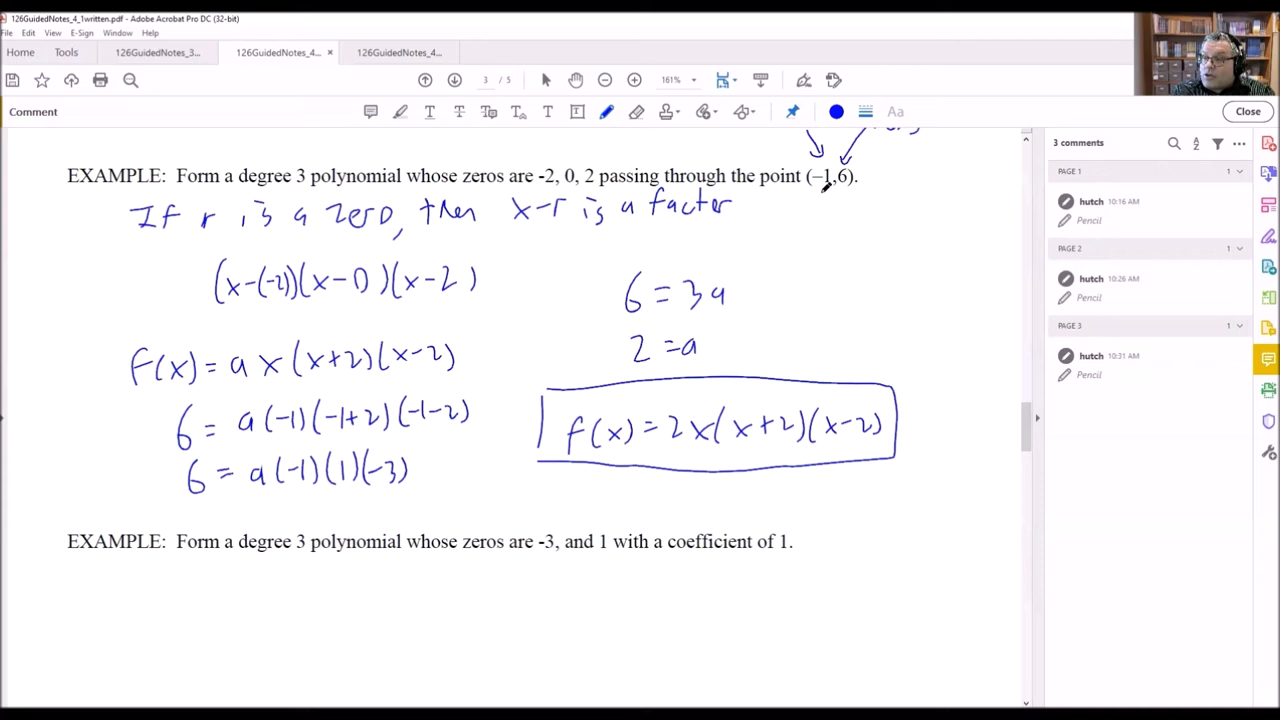 126GuidedNotes_4_1written.pdf - Adobe Acrobat Pro DC (32-bit)
File Edit View E-Sign Window Help
Home Tools 126GuidedNotes_3... 126GuidedNotes_4... × 126GuidedNotes_4...
3 / 5 161%
Comment Aa Close
3 comments
EXAMPLE: Form a degree 3 polynomial whose zeros are -2, 0, 2 passing through the point (−1,6).
If r is a zero, then x-r is a factor
(x-(-2))(x-0)(x-2)
f(x) = a x (x+2)(x-2)
6 = a(-1)(-1+2)(-1-2)
6 = a(-1)(1)(-3)
6 = 3a
2 = a
f(x) = 2x(x+2)(x-2)
EXAMPLE: Form a degree 3 polynomial whose zeros are -3, and 1 with a coefficient of 1.
PAGE 1 1
hutch 10:16 AM
Pencil
PAGE 2 1
hutch 10:26 AM
Pencil
PAGE 3 1
hutch 10:31 AM
Pencil